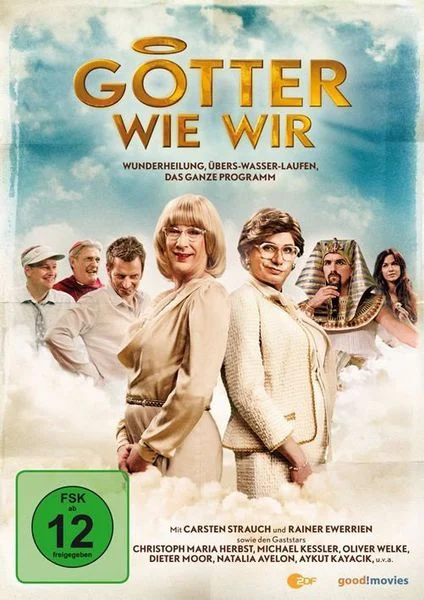 GÖTTER
WIE WIR
WUNDERHEILUNG, ÜBERS-WASSER-LAUFEN,
DAS GANZE PROGRAMM
FSK
ab
12
freigegeben
MIT CARSTEN STRAUCH UND RAINER EWERRIEN
sowie den Gaststars
CHRISTOPH MARIA HERBST, MICHAEL KESSLER, OLIVER WELKE,
DIETER MOOR, NATALIA AVELON, AYKUT KAYACIK, u.v.a.
ZDF
good!movies